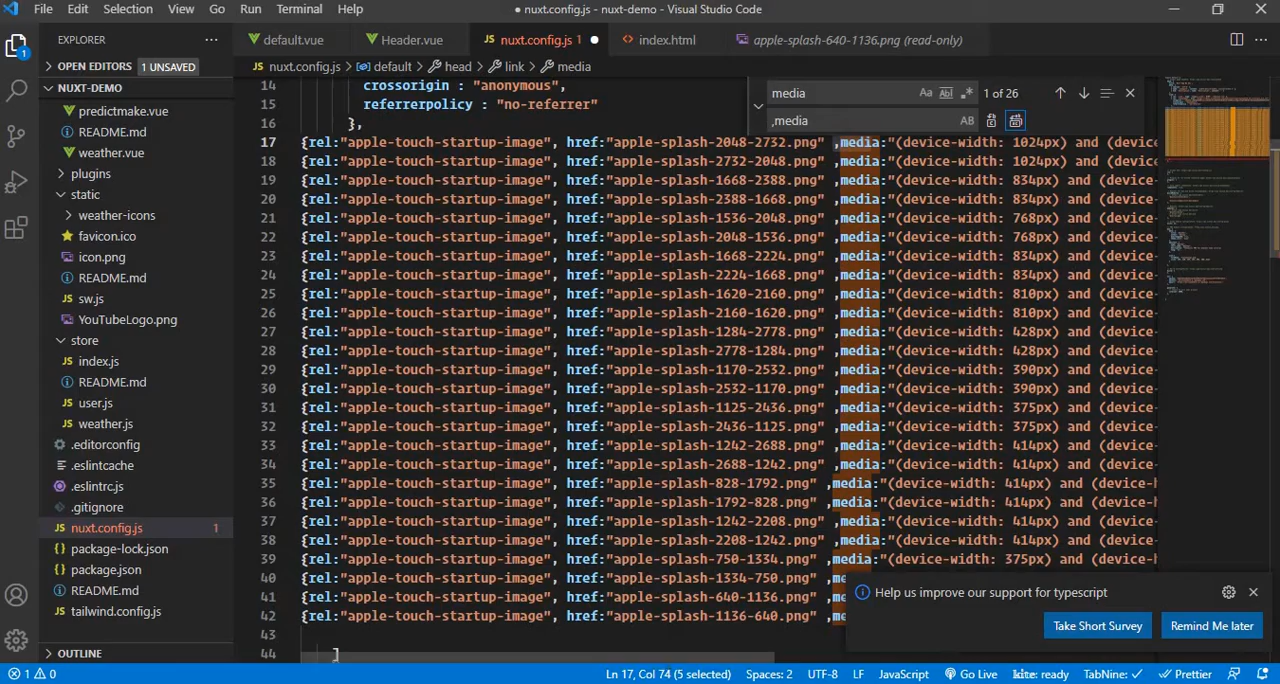 File Edit Selection View Go Run Terminal Help
● nuxt.config.js - nuxt-demo - Visual Studio Code
EXPLORER
OPEN EDITORS 1 UNSAVED
NUXT-DEMO
predictmake.vue
README.md
weather.vue
plugins
static
weather-icons
favicon.ico
icon.png
README.md
sw.js
YouTubeLogo.png
store
index.js
README.md
user.js
weather.js
.editorconfig
.eslintcache
.eslintrc.js
.gitignore
nuxt.config.js 1
package-lock.json
package.json
README.md
tailwind.config.js
OUTLINE
default.vue Header.vue nuxt.config.js 1 ● index.html apple-splash-640-1136.png (read-only)
nuxt.config.js > default > head > link > media
media Aa Abl .* 1 of 26
,media AB
14 crossorigin : "anonymous",
15 referrerpolicy : "no-referrer"
16 },
17 {rel:"apple-touch-startup-image", href:"apple-splash-2048-2732.png" ,media:"(device-width: 1024px) and (devic
18 {rel:"apple-touch-startup-image", href:"apple-splash-2732-2048.png" ,media:"(device-width: 1024px) and (devic
19 {rel:"apple-touch-startup-image", href:"apple-splash-1668-2388.png" ,media:"(device-width: 834px) and (device
20 {rel:"apple-touch-startup-image", href:"apple-splash-2388-1668.png" ,media:"(device-width: 834px) and (device
21 {rel:"apple-touch-startup-image", href:"apple-splash-1536-2048.png" ,media:"(device-width: 768px) and (device
22 {rel:"apple-touch-startup-image", href:"apple-splash-2048-1536.png" ,media:"(device-width: 768px) and (device
23 {rel:"apple-touch-startup-image", href:"apple-splash-1668-2224.png" ,media:"(device-width: 834px) and (device
24 {rel:"apple-touch-startup-image", href:"apple-splash-2224-1668.png" ,media:"(device-width: 834px) and (device
25 {rel:"apple-touch-startup-image", href:"apple-splash-1620-2160.png" ,media:"(device-width: 810px) and (device
26 {rel:"apple-touch-startup-image", href:"apple-splash-2160-1620.png" ,media:"(device-width: 810px) and (device
27 {rel:"apple-touch-startup-image", href:"apple-splash-1284-2778.png" ,media:"(device-width: 428px) and (device
28 {rel:"apple-touch-startup-image", href:"apple-splash-2778-1284.png" ,media:"(device-width: 428px) and (device
29 {rel:"apple-touch-startup-image", href:"apple-splash-1170-2532.png" ,media:"(device-width: 390px) and (device
30 {rel:"apple-touch-startup-image", href:"apple-splash-2532-1170.png" ,media:"(device-width: 390px) and (device
31 {rel:"apple-touch-startup-image", href:"apple-splash-1125-2436.png" ,media:"(device-width: 375px) and (device
32 {rel:"apple-touch-startup-image", href:"apple-splash-2436-1125.png" ,media:"(device-width: 375px) and (device
33 {rel:"apple-touch-startup-image", href:"apple-splash-1242-2688.png" ,media:"(device-width: 414px) and (device
34 {rel:"apple-touch-startup-image", href:"apple-splash-2688-1242.png" ,media:"(device-width: 414px) and (device
35 {rel:"apple-touch-startup-image", href:"apple-splash-828-1792.png" ,media:"(device-width: 414px) and (device-
36 {rel:"apple-touch-startup-image", href:"apple-splash-1792-828.png" ,media:"(device-width: 414px) and (device-
37 {rel:"apple-touch-startup-image", href:"apple-splash-1242-2208.png" ,media:"(device-width: 414px) and (device
38 {rel:"apple-touch-startup-image", href:"apple-splash-2208-1242.png" ,media:"(device-width: 414px) and (device
39 {rel:"apple-touch-startup-image", href:"apple-splash-750-1334.png" ,media:"(device-width: 375px) and (device-h
40 {rel:"apple-touch-startup-image", href:"apple-splash-1334-750.png" ,me
41 {rel:"apple-touch-startup-image", href:"apple-splash-640-1136.png" ,me
42 {rel:"apple-touch-startup-image", href:"apple-splash-1136-640.png" ,me
43
44 ]
Help us improve our support for typescript
Take Short Survey Remind Me later
1 0 Ln 17, Col 74 (5 selected) Spaces: 2 UTF-8 LF JavaScript Go Live kite: ready TabNine: ✓ Prettier